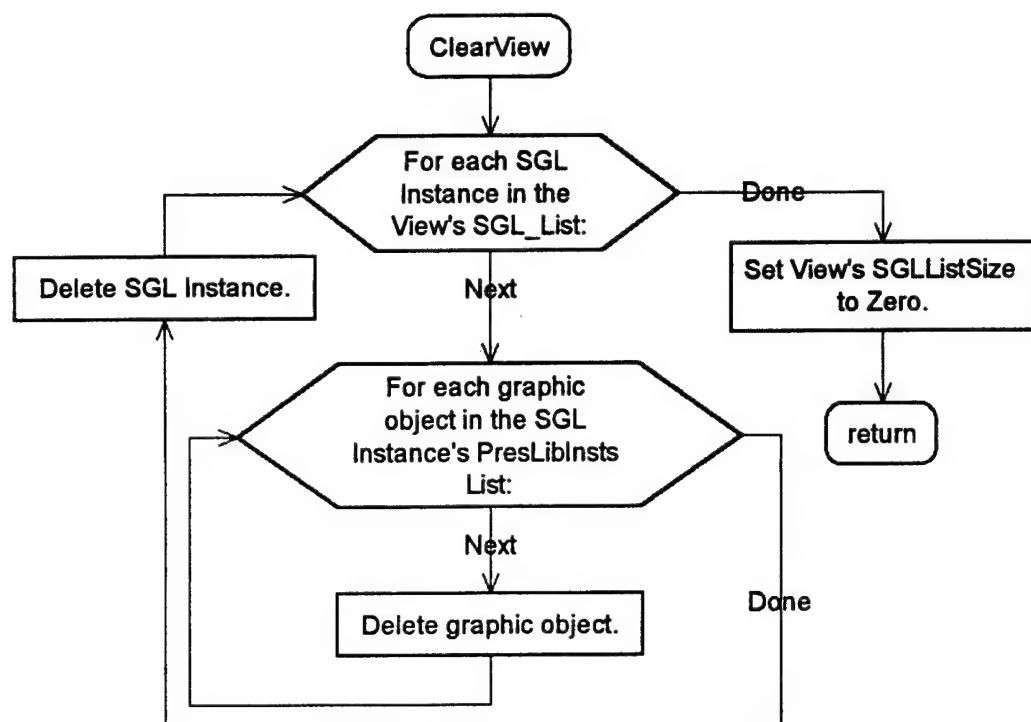 ClearView
For each SGL
Instance in the
View's SGL_List:
Done
Delete SGL Instance.
Next
Set View's SGLListSize
to Zero.
For each graphic
object in the SGL
Instance's PresLibInsts
List:
return
Next
Done
Delete graphic object.